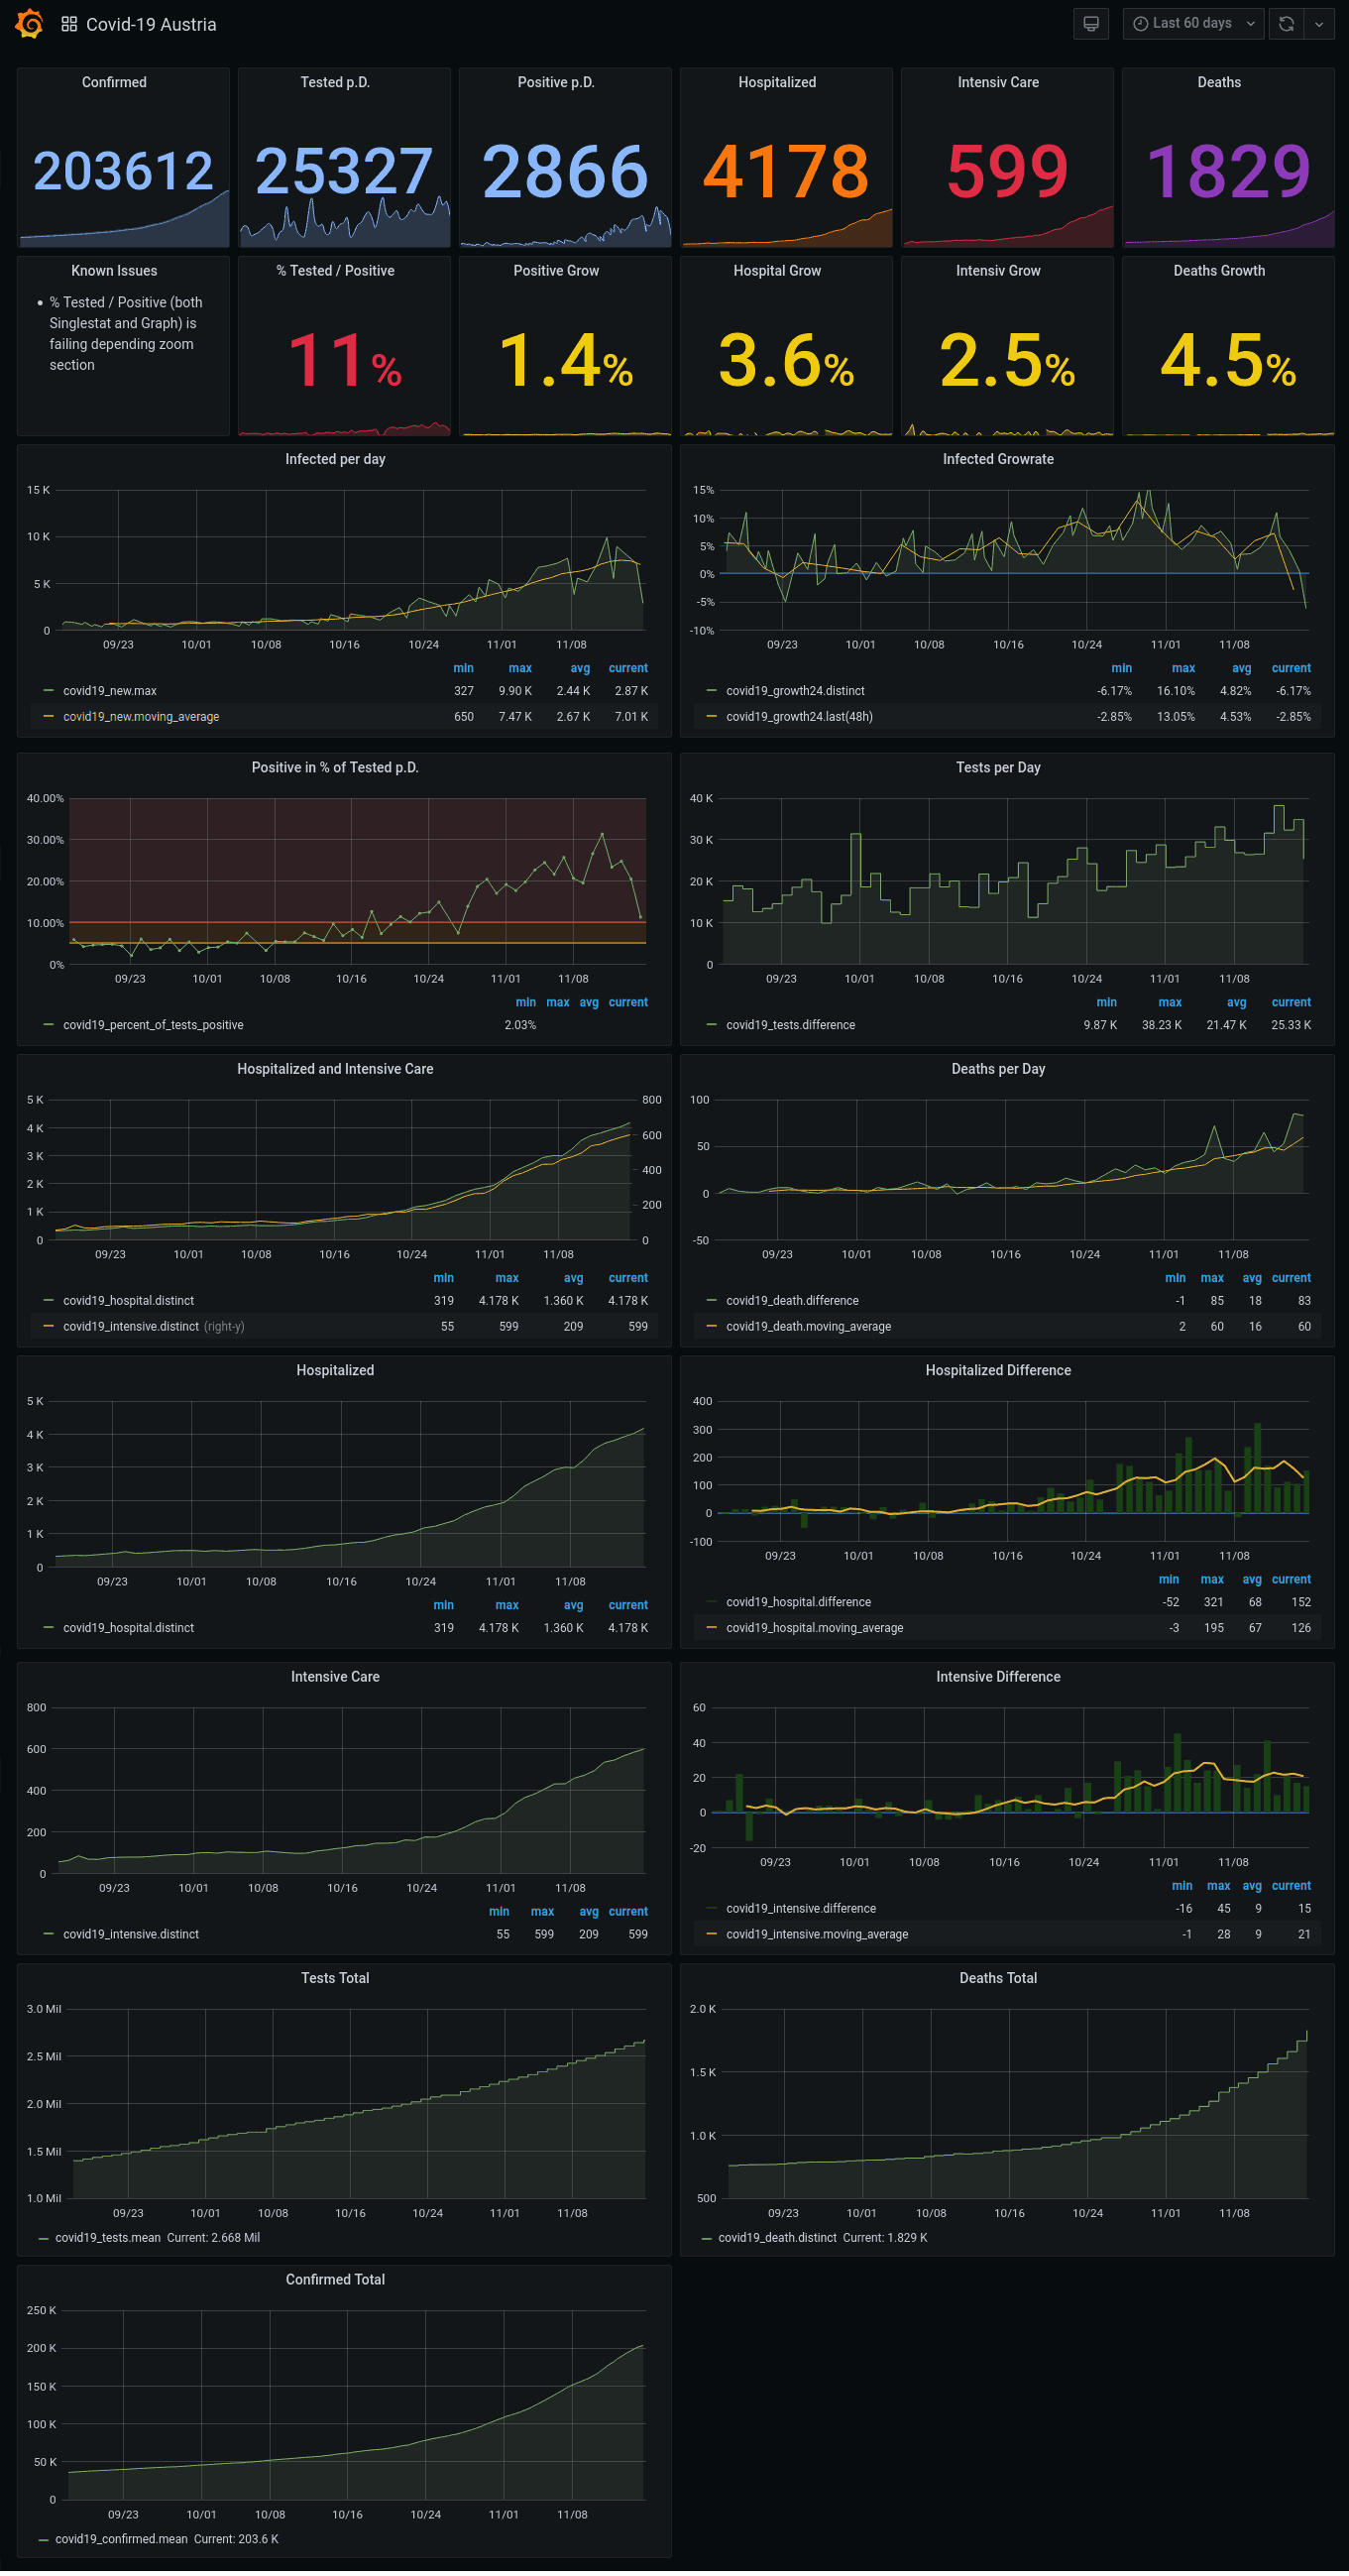 Covid-19 Austria
Last 60 days
Confirmed
203612
Tested p.D.
25327
Positive p.D.
2866
Hospitalized
4178
Intensiv Care
599
Deaths
1829
Known Issues
• % Tested / Positive (both
Singlestat and Graph) is
failing depending zoom
section
% Tested / Positive
11%
Positive Grow
1.4%
Hospital Grow
3.6%
Intensiv Grow
2.5%
Deaths Growth
4.5%
Infected per day
15 K
10 K
5 K
0
09/23 10/01 10/08 10/16 10/24 11/01 11/08
min max avg current
covid19_new.max 327 9.90 K 2.44 K 2.87 K
covid19_new.moving_average 650 7.47 K 2.67 K 7.01 K
Infected Growrate
15%
10%
5%
0%
-5%
-10%
09/23 10/01 10/08 10/16 10/24 11/01 11/08
min max avg current
covid19_growth24.distinct -6.17% 16.10% 4.82% -6.17%
covid19_growth24.last(48h) -2.85% 13.05% 4.53% -2.85%
Positive in % of Tested p.D.
40.00%
30.00%
20.00%
10.00%
0%
09/23 10/01 10/08 10/16 10/24 11/01 11/08
min max avg current
covid19_percent_of_tests_positive 2.03%
Tests per Day
40 K
30 K
20 K
10 K
0
09/23 10/01 10/08 10/16 10/24 11/01 11/08
min max avg current
covid19_tests.difference 9.87 K 38.23 K 21.47 K 25.33 K
Hospitalized and Intensive Care
5 K 800
4 K 600
3 K 400
2 K 200
1 K 0
0
09/23 10/01 10/08 10/16 10/24 11/01 11/08
min max avg current
covid19_hospital.distinct 319 4.178 K 1.360 K 4.178 K
covid19_intensive.distinct (right-y) 55 599 209 599
Deaths per Day
100
50
0
-50
09/23 10/01 10/08 10/16 10/24 11/01 11/08
min max avg current
covid19_death.difference -1 85 18 83
covid19_death.moving_average 2 60 16 60
Hospitalized
5 K
4 K
3 K
2 K
1 K
0
09/23 10/01 10/08 10/16 10/24 11/01 11/08
min max avg current
covid19_hospital.distinct 319 4.178 K 1.360 K 4.178 K
Hospitalized Difference
400
300
200
100
0
-100
09/23 10/01 10/08 10/16 10/24 11/01 11/08
min max avg current
covid19_hospital.difference -52 321 68 152
covid19_hospital.moving_average -3 195 67 126
Intensive Care
800
600
400
200
0
09/23 10/01 10/08 10/16 10/24 11/01 11/08
min max avg current
covid19_intensive.distinct 55 599 209 599
Intensive Difference
60
40
20
0
-20
09/23 10/01 10/08 10/16 10/24 11/01 11/08
min max avg current
covid19_intensive.difference -16 45 9 15
covid19_intensive.moving_average -1 28 9 21
Tests Total
3.0 Mil
2.5 Mil
2.0 Mil
1.5 Mil
1.0 Mil
09/23 10/01 10/08 10/16 10/24 11/01 11/08
covid19_tests.mean Current: 2.668 Mil
Deaths Total
2.0 K
1.5 K
1.0 K
500
09/23 10/01 10/08 10/16 10/24 11/01 11/08
covid19_death.distinct Current: 1.829 K
Confirmed Total
250 K
200 K
150 K
100 K
50 K
0
09/23 10/01 10/08 10/16 10/24 11/01 11/08
covid19_confirmed.mean Current: 203.6 K